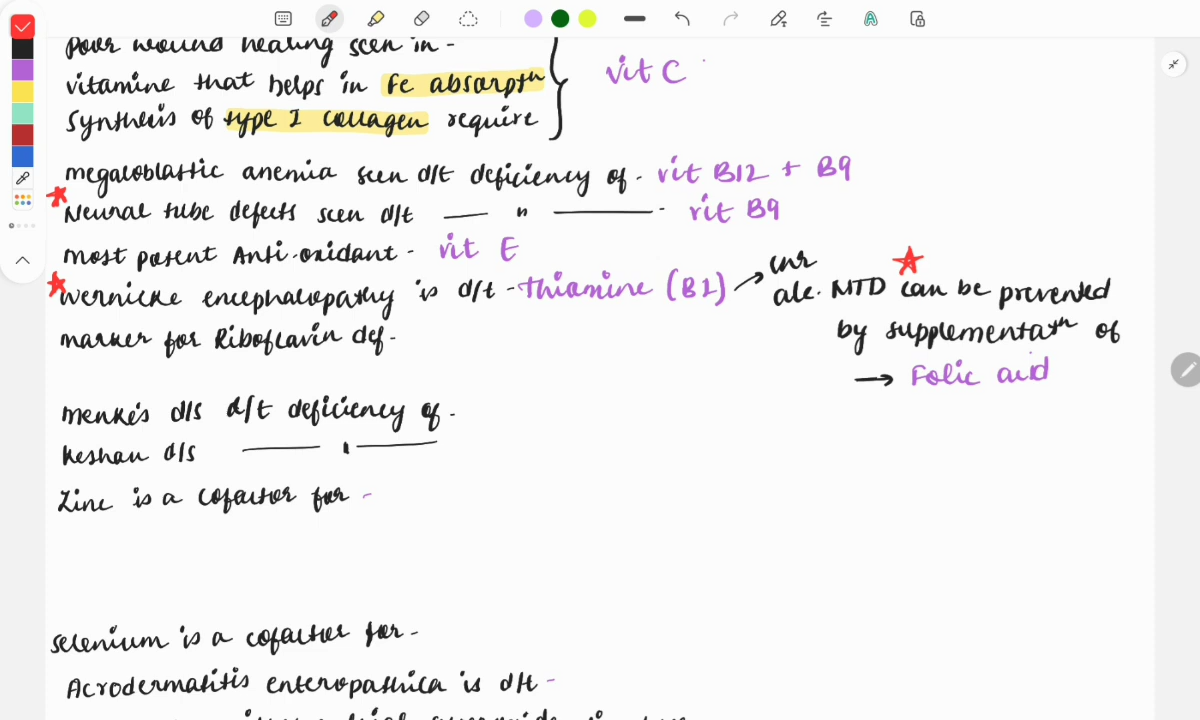 poor wound healing seen in -
vitamine that helps in Fe absorptn
synthesis of type I collagen require
vit C
megaloblastic anemia seen d/t deficiency of - vit B12 + B9
Neural tube defects seen d/t — " — - vit B9
most potent Anti-oxidant - vit E
Wernicke encephalopathy is d/t - Thiamine (B1) → chr alc.
NTD can be prevented
by supplementatn of
→ Folic acid
marker for Riboflavin def -
menke's d/s d/t deficiency of -
keshan d/s — " —
Zinc is a cofactor for -
selenium is a cofactor for -
Acrodermatitis enteropathica is d/t -